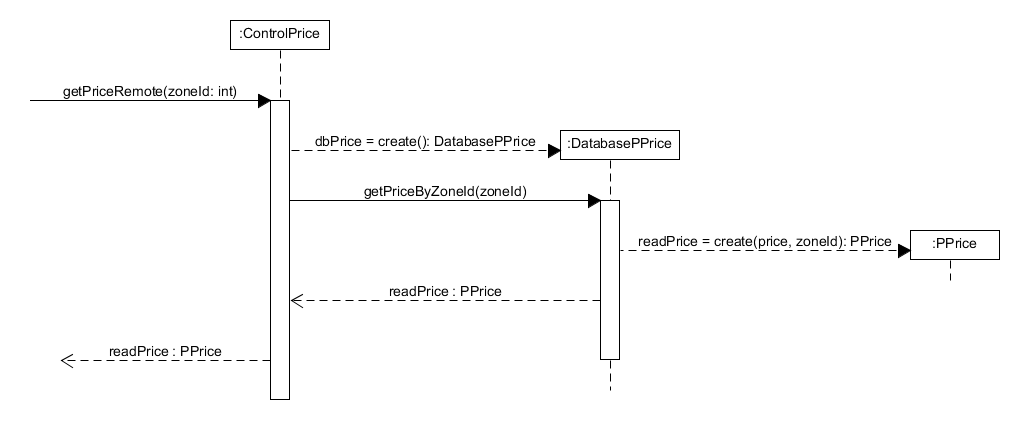 :ControlPrice
getPriceRemote(zoneId: int)
dbPrice = create(): DatabasePPrice
:DatabasePPrice
getPriceByZoneId(zoneId)
readPrice = create(price, zoneId): PPrice
:PPrice
readPrice : PPrice
readPrice : PPrice